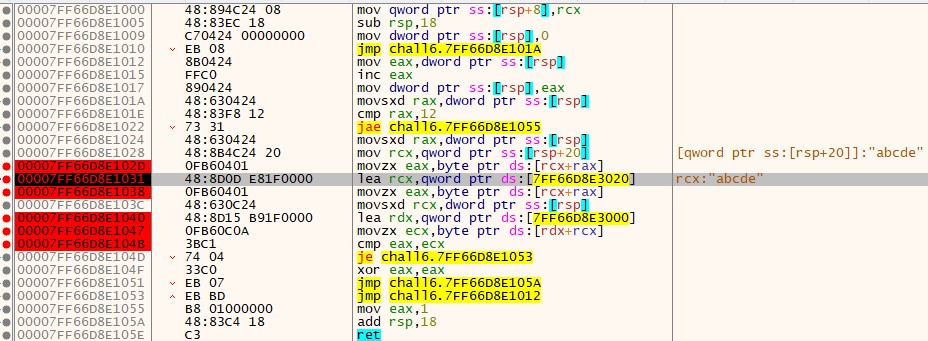 00007FF66D8E1000 48:894C24 08 mov qword ptr ss:[rsp+8],rcx
00007FF66D8E1005 48:83EC 18 sub rsp,18
00007FF66D8E1009 C70424 00000000 mov dword ptr ss:[rsp],0
00007FF66D8E1010 EB 08 jmp chall6.7FF66D8E101A
00007FF66D8E1012 8B0424 mov eax,dword ptr ss:[rsp]
00007FF66D8E1015 FFC0 inc eax
00007FF66D8E1017 890424 mov dword ptr ss:[rsp],eax
00007FF66D8E101A 48:630424 movsxd rax,dword ptr ss:[rsp]
00007FF66D8E101E 48:83F8 12 cmp rax,12
00007FF66D8E1022 73 31 jae chall6.7FF66D8E1055
00007FF66D8E1024 48:630424 movsxd rax,dword ptr ss:[rsp]
00007FF66D8E1028 48:8B4C24 20 mov rcx,qword ptr ss:[rsp+20] [qword ptr ss:[rsp+20]]:"abcde"
00007FF66D8E102D 0FB60401 movzx eax,byte ptr ds:[rcx+rax]
00007FF66D8E1031 48:8D0D E81F0000 lea rcx,qword ptr ds:[7FF66D8E3020] rcx:"abcde"
00007FF66D8E1038 0FB60401 movzx eax,byte ptr ds:[rcx+rax]
00007FF66D8E103C 48:630C24 movsxd rcx,dword ptr ss:[rsp]
00007FF66D8E1040 48:8D15 B91F0000 lea rdx,qword ptr ds:[7FF66D8E3000]
00007FF66D8E1047 0FB60C0A movzx ecx,byte ptr ds:[rdx+rcx]
00007FF66D8E104B 3BC1 cmp eax,ecx
00007FF66D8E104D 74 04 je chall6.7FF66D8E1053
00007FF66D8E104F 33C0 xor eax,eax
00007FF66D8E1051 EB 07 jmp chall6.7FF66D8E105A
00007FF66D8E1053 EB BD jmp chall6.7FF66D8E1012
00007FF66D8E1055 B8 01000000 mov eax,1
00007FF66D8E105A 48:83C4 18 add rsp,18
00007FF66D8E105E C3 ret